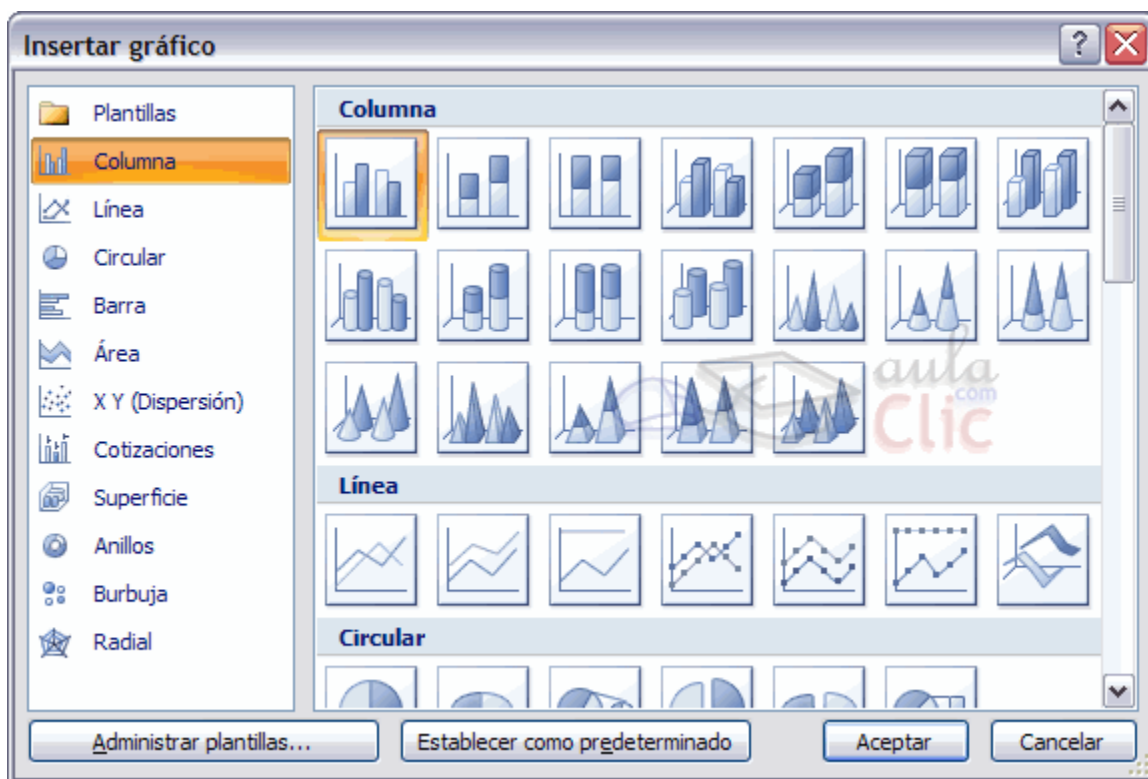 Insertar gráfico
Plantillas
Columna
Línea
Circular
Barra
Área
X Y (Dispersión)
Cotizaciones
Superficie
Anillos
Burbuja
Radial
Columna
aula
com
Clic
Línea
Circular
Administrar plantillas...
Establecer como predeterminado
Aceptar
Cancelar